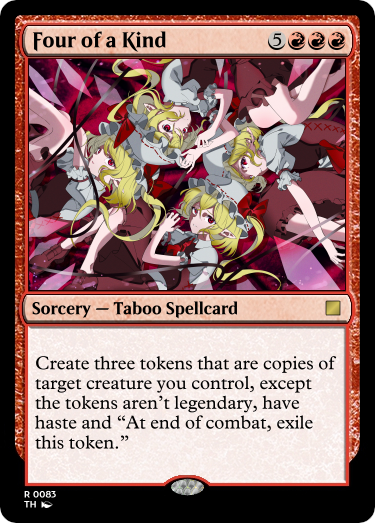 Four of a Kind 5
Sorcery — Taboo Spellcard
Create three tokens that are copies of
target creature you control, except
the tokens aren't legendary, have
haste and “At end of combat, exile
this token.”
R 0083
TH